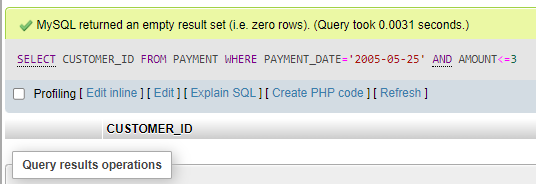 MySQL returned an empty result set (i.e. zero rows). (Query took 0.0031 seconds.)
SELECT CUSTOMER_ID FROM PAYMENT WHERE PAYMENT_DATE='2005-05-25' AND AMOUNT<=3
Profiling [ Edit inline ] [ Edit ] [ Explain SQL ] [ Create PHP code ] [ Refresh ]
CUSTOMER_ID
Query results operations